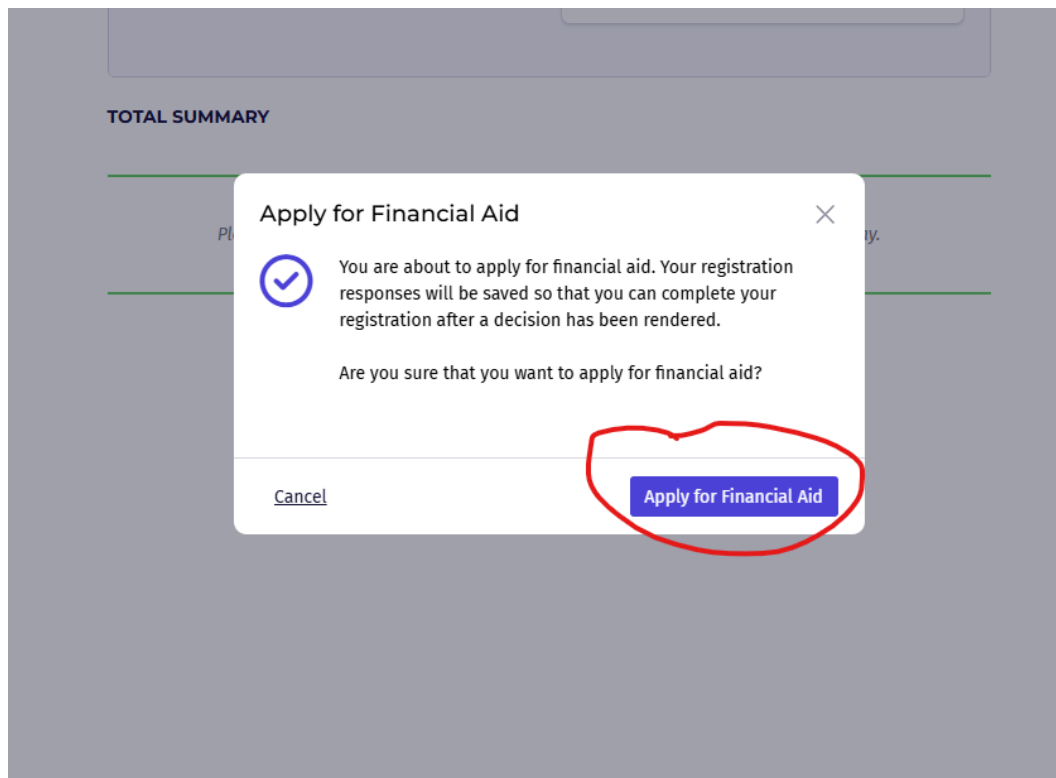 TOTAL SUMMARY
Apply for Financial Aid
You are about to apply for financial aid. Your registration
responses will be saved so that you can complete your
registration after a decision has been rendered.
Are you sure that you want to apply for financial aid?
Cancel
Apply for Financial Aid